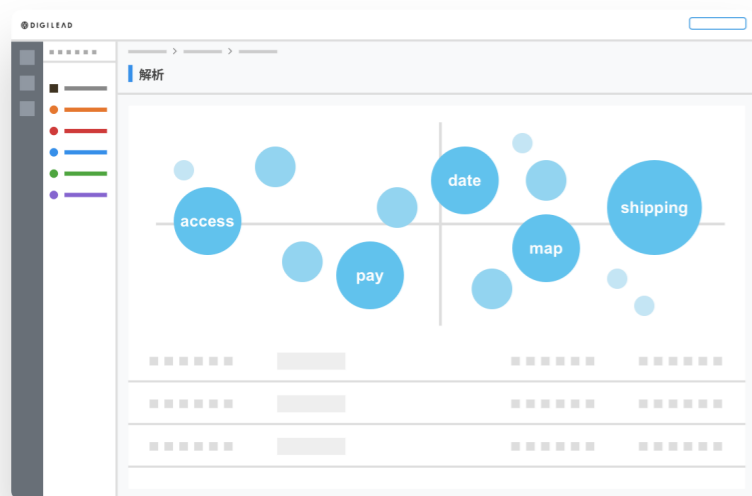 DIGILEAD
解析
date
shipping
access
map
pay